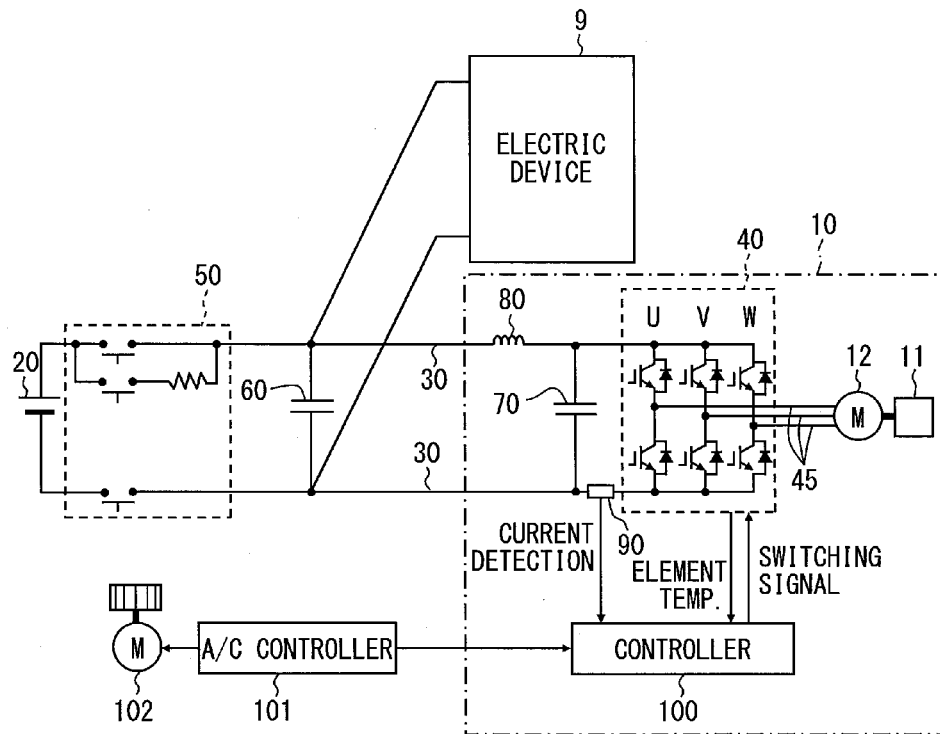 9
ELECTRIC
DEVICE
10
50
40
80
U V W
12
11
20
30
60
70
M
30
45
CURRENT
DETECTION
90
ELEMENT
TEMP.
SWITCHING
SIGNAL
M
A/C CONTROLLER
CONTROLLER
102
101
100